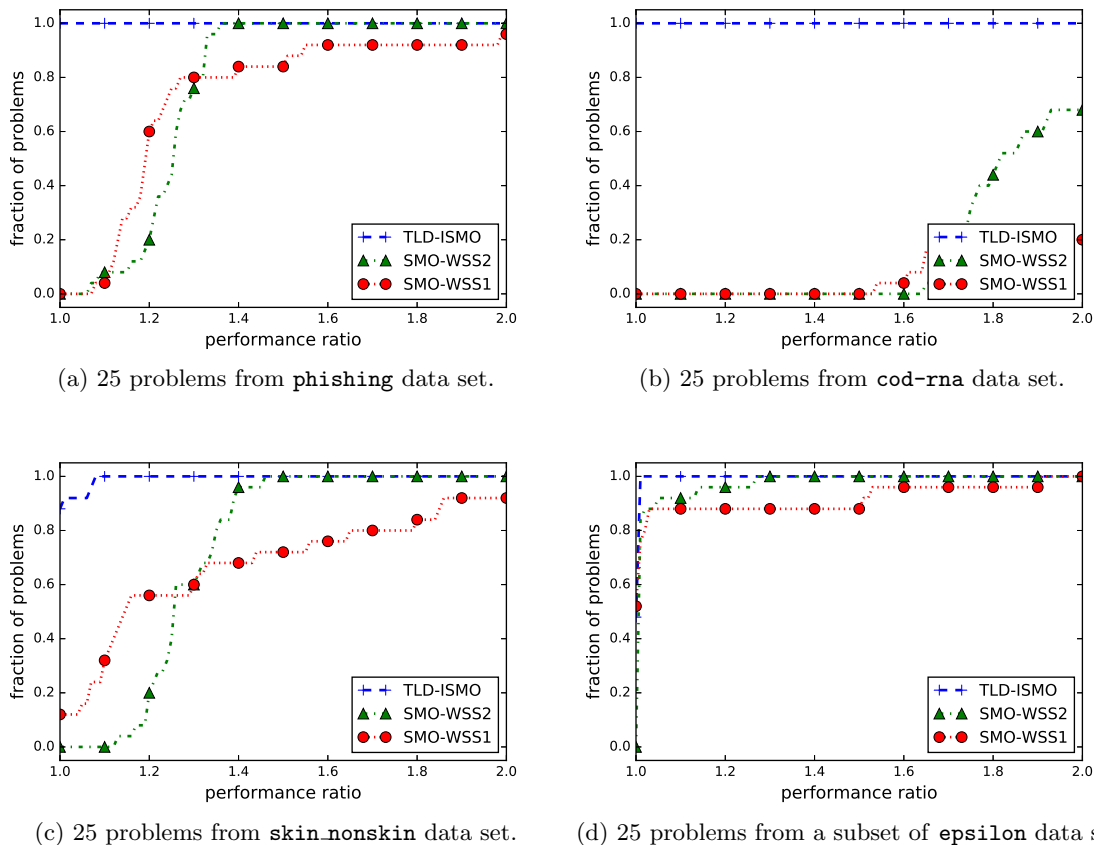 1.0
0.8
0.6
0.4
0.2
0.0
fraction of problems
1.0 1.2 1.4 1.6 1.8 2.0
performance ratio
TLD-ISMO
SMO-WSS2
SMO-WSS1
(a) 25 problems from phishing data set.
1.0
0.8
0.6
0.4
0.2
0.0
fraction of problems
1.0 1.2 1.4 1.6 1.8 2.0
performance ratio
TLD-ISMO
SMO-WSS2
SMO-WSS1
(b) 25 problems from cod-rna data set.
1.0
0.8
0.6
0.4
0.2
0.0
fraction of problems
1.0 1.2 1.4 1.6 1.8 2.0
performance ratio
TLD-ISMO
SMO-WSS2
SMO-WSS1
(c) 25 problems from skin_nonskin data set.
1.0
0.8
0.6
0.4
0.2
0.0
fraction of problems
1.0 1.2 1.4 1.6 1.8 2.0
performance ratio
TLD-ISMO
SMO-WSS2
SMO-WSS1
(d) 25 problems from a subset of epsilon data s